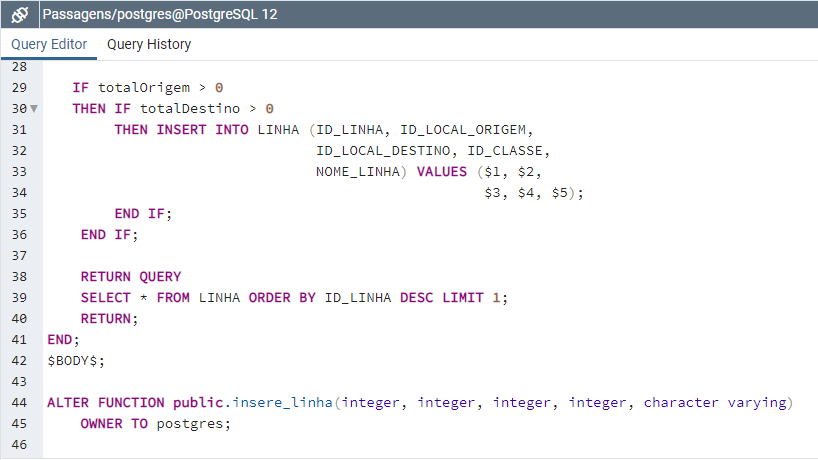 Passagens/postgres@PostgreSQL 12
Query Editor Query History
28
29 IF totalOrigem > 0
30 THEN IF totalDestino > 0
31 THEN INSERT INTO LINHA (ID_LINHA, ID_LOCAL_ORIGEM,
32 ID_LOCAL_DESTINO, ID_CLASSE,
33 NOME_LINHA) VALUES ($1, $2,
34 $3, $4, $5);
35 END IF;
36 END IF;
37
38 RETURN QUERY
39 SELECT * FROM LINHA ORDER BY ID_LINHA DESC LIMIT 1;
40 RETURN;
41 END;
42 $BODY$;
43
44 ALTER FUNCTION public.insere_linha(integer, integer, integer, integer, character varying)
45 OWNER TO postgres;
46